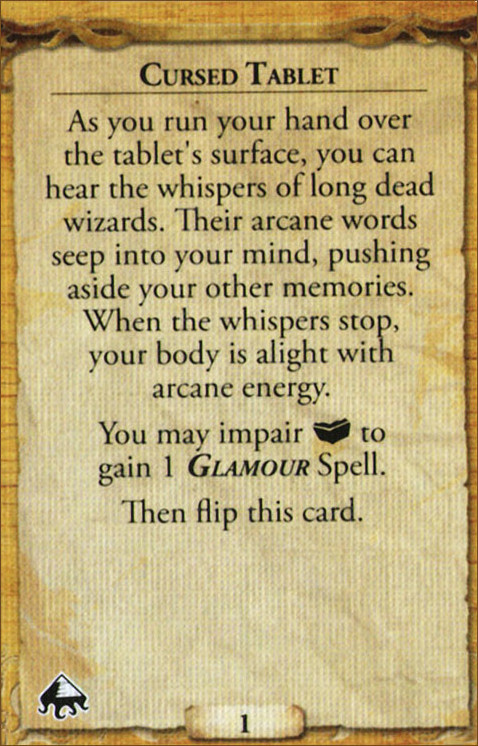 CURSED TABLET
As you run your hand over
the tablet's surface, you can
hear the whispers of long dead
wizards. Their arcane words
seep into your mind, pushing
aside your other memories.
When the whispers stop,
your body is alight with
arcane energy.
You may impair to
gain 1 GLAMOUR Spell.
Then flip this card.
1